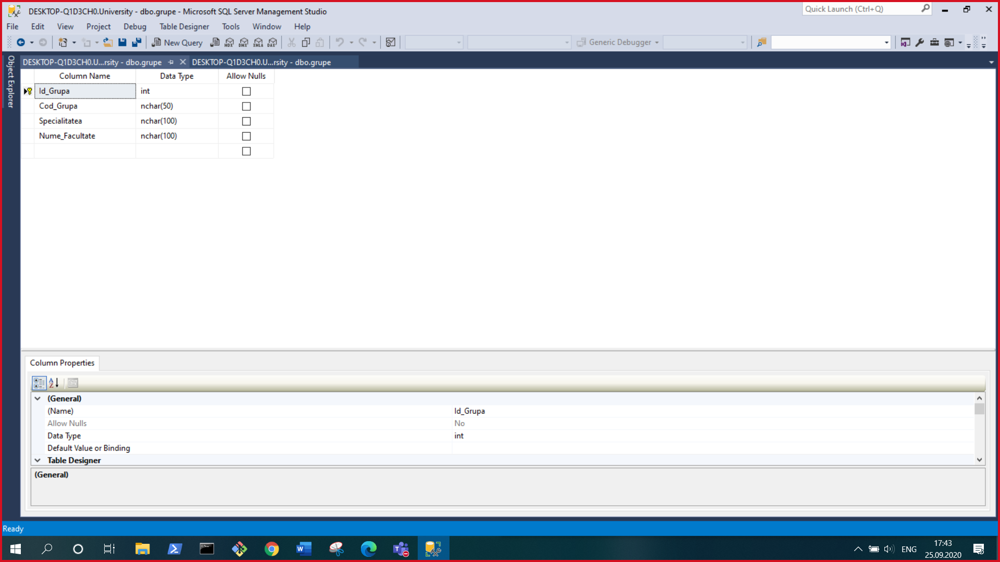 DESKTOP-Q1D3CH0.University - dbo.grupe - Microsoft SQL Server Management Studio
Quick Launch (Ctrl+Q)
File Edit View Project Debug Table Designer Tools Window Help
New Query MDX DMX XMLA DAX Generic Debugger
Object Explorer
DESKTOP-Q1D3CH0.U...rsity - dbo.grupe DESKTOP-Q1D3CH0.U...rsity - dbo.grupe
Column Name Data Type Allow Nulls
Id_Grupa int
Cod_Grupa nchar(50)
Specialitatea nchar(100)
Nume_Facultate nchar(100)
Column Properties
(General)
(Name) Id_Grupa
Allow Nulls No
Data Type int
Default Value or Binding
Table Designer
(General)
Ready
ENG
17:43
25.09.2020